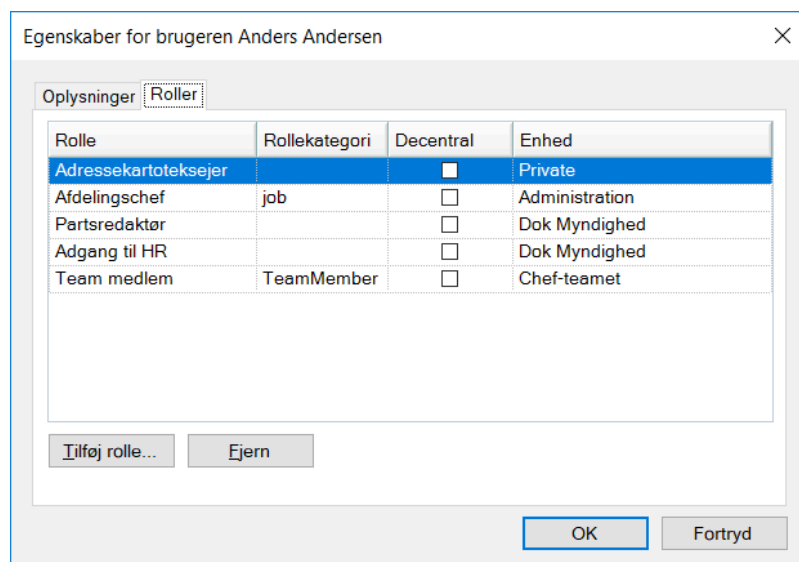 Egenskaber for brugeren Anders Andersen
Oplysninger Roller
Rolle Rollekategori Decentral Enhed
Adressekartoteksejer Private
Afdelingschef job Administration
Partsredaktør Dok Myndighed
Adgang til HR Dok Myndighed
Team medlem TeamMember Chef-teamet
Tilføj rolle... Fjern
OK Fortryd